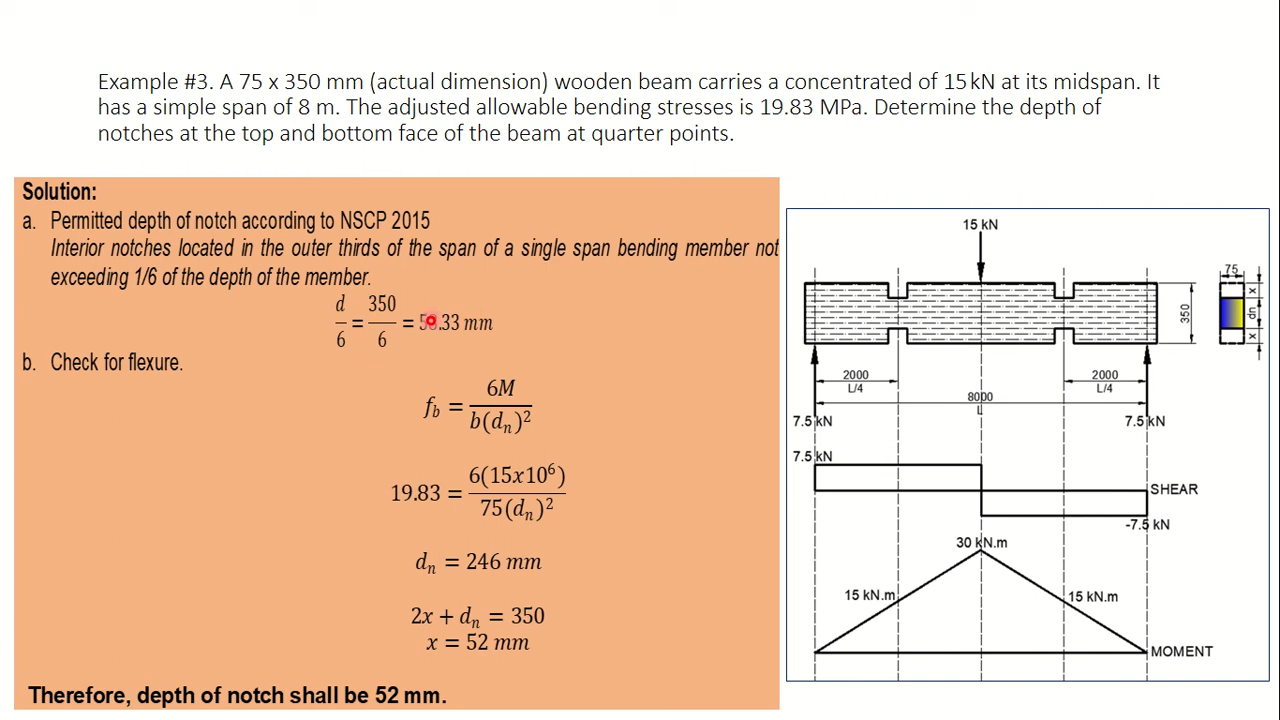 Example #3. A 75 x 350 mm (actual dimension) wooden beam carries a concentrated of 15 kN at its midspan. It
has a simple span of 8 m. The adjusted allowable bending stresses is 19.83 MPa. Determine the depth of
notches at the top and bottom face of the beam at quarter points.
Solution:
a. Permitted depth of notch according to NSCP 2015
Interior notches located in the outer thirds of the span of a single span bending member not
exceeding 1/6 of the depth of the member.
d/6 = 350/6 = 58.33 mm
b. Check for flexure.
f_b = 6M / b(d_n)²
19.83 = 6(15x10⁶) / 75(d_n)²
d_n = 246 mm
2x + d_n = 350
x = 52 mm
Therefore, depth of notch shall be 52 mm.
15 kN
75
x
350
dn
x
2000
L/4
2000
L/4
8000
L
7.5 kN
7.5 kN
7.5 kN
SHEAR
-7.5 kN
30 kN.m
15 kN.m
15 kN.m
MOMENT